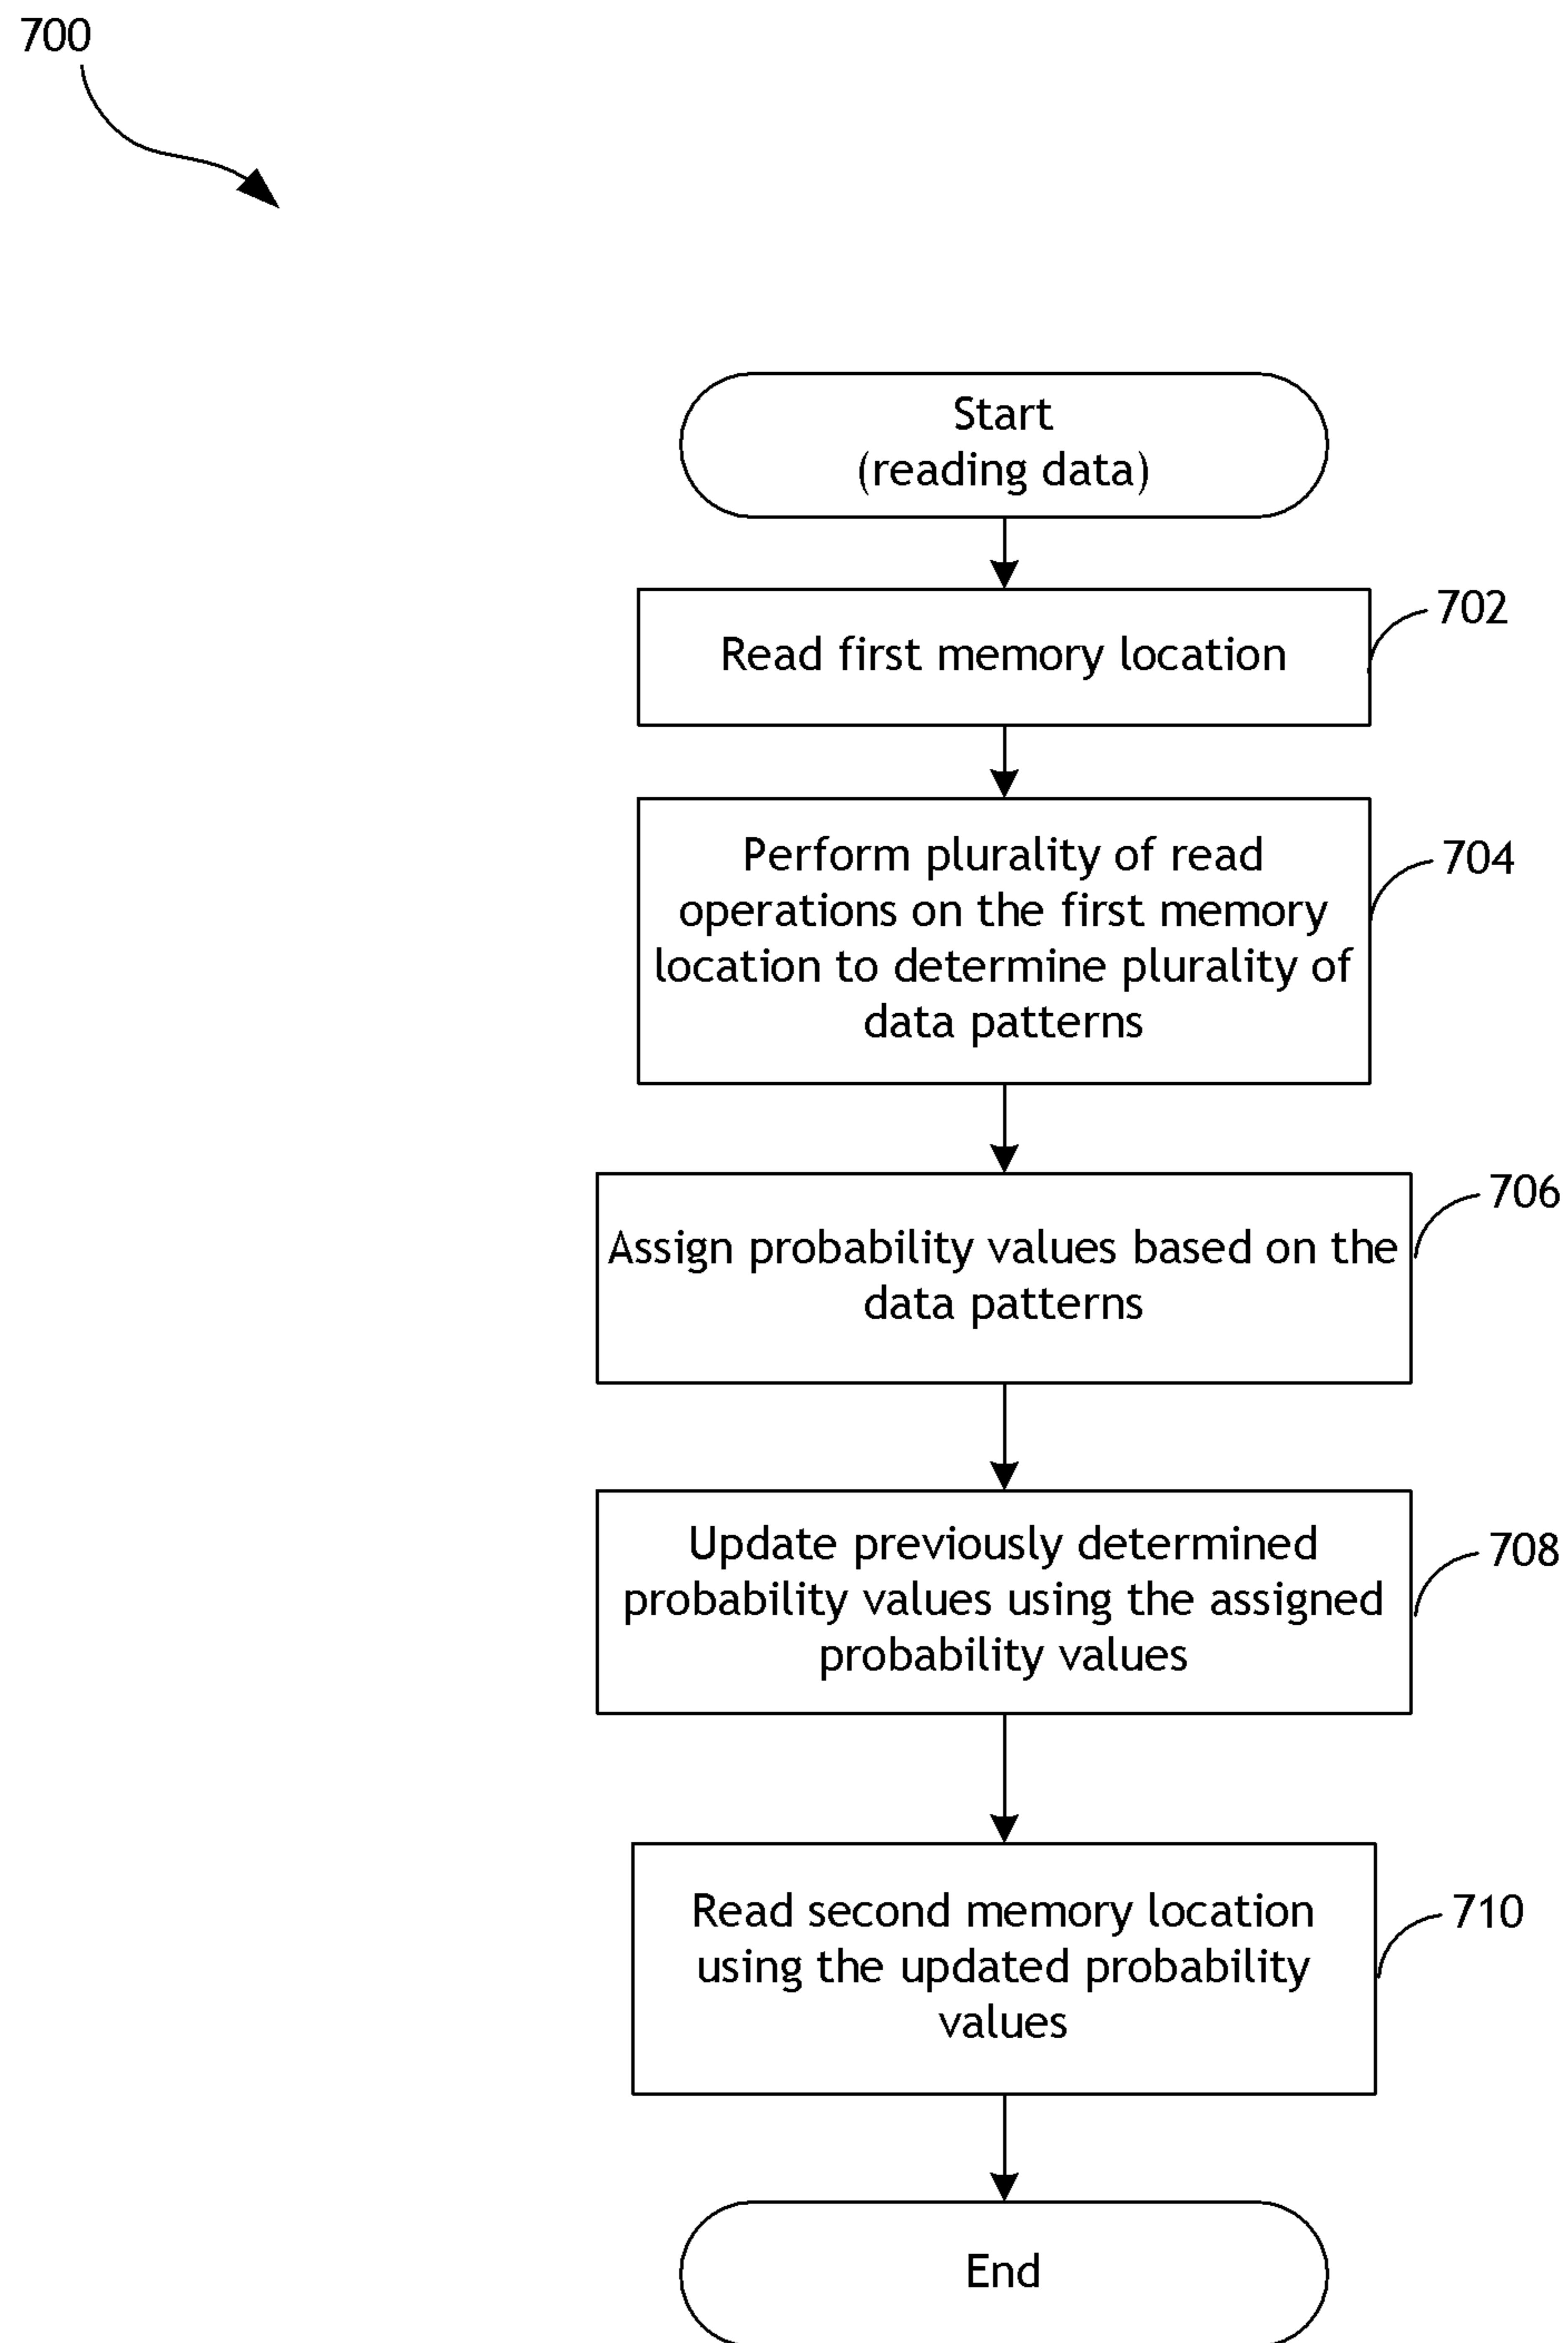 700
Start
(reading data)
Read first memory location
702
Perform plurality of read
operations on the first memory
location to determine plurality of
data patterns
704
Assign probability values based on the
data patterns
706
Update previously determined
probability values using the assigned
probability values
708
Read second memory location
using the updated probability
values
710
End